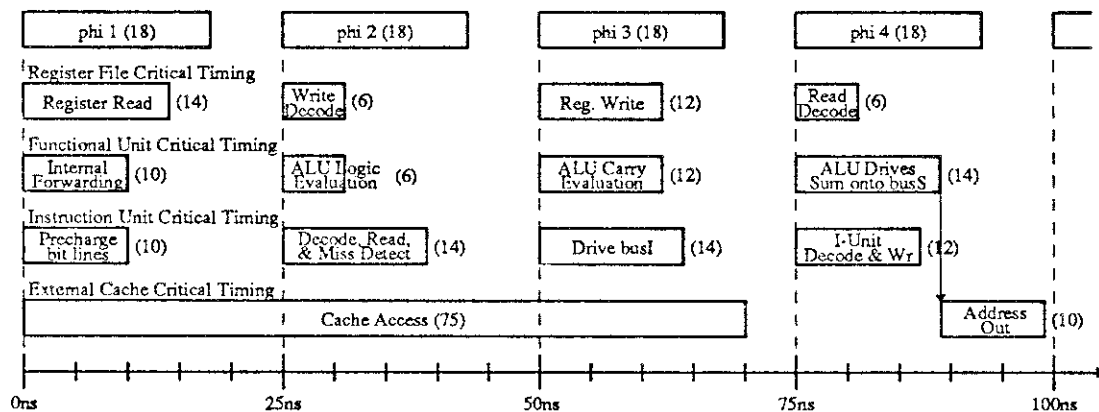 phi 1 (18) phi 2 (18) phi 3 (18) phi 4 (18)
Register File Critical Timing
Register Read (14) Write Decode (6) Reg. Write (12) Read Decode (6)
Functional Unit Critical Timing
Internal Forwarding (10) ALU Logic Evaluation (6) ALU Carry Evaluation (12) ALU Drives Sum onto busS (14)
Instruction Unit Critical Timing
Precharge bit lines (10) Decode, Read, & Miss Detect (14) Drive busI (14) I-Unit Decode & Wr (12)
External Cache Critical Timing
Cache Access (75) Address Out (10)
0ns 25ns 50ns 75ns 100ns